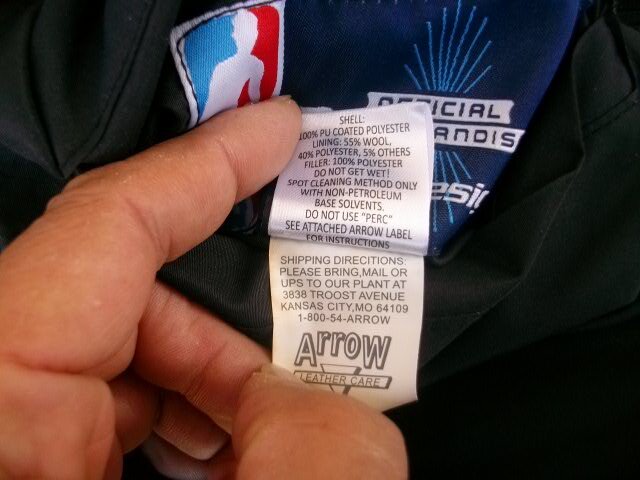 OFFICIAL
SHELL:
100% PU COATED POLYESTER
LINING: 55% WOOL,
40% POLYESTER, 5% OTHERS
FILLER: 100% POLYESTER
DO NOT GET WET!
SPOT CLEANING METHOD ONLY
WITH NON-PETROLEUM
BASE SOLVENTS.
DO NOT USE "PERC"
SEE ATTACHED ARROW LABEL
FOR INSTRUCTIONS
SHIPPING DIRECTIONS:
PLEASE BRING,MAIL OR
UPS TO OUR PLANT AT
3838 TROOST AVENUE
KANSAS CITY,MO 64109
1-800-54-ARROW
ArroW
LEATHER CARE